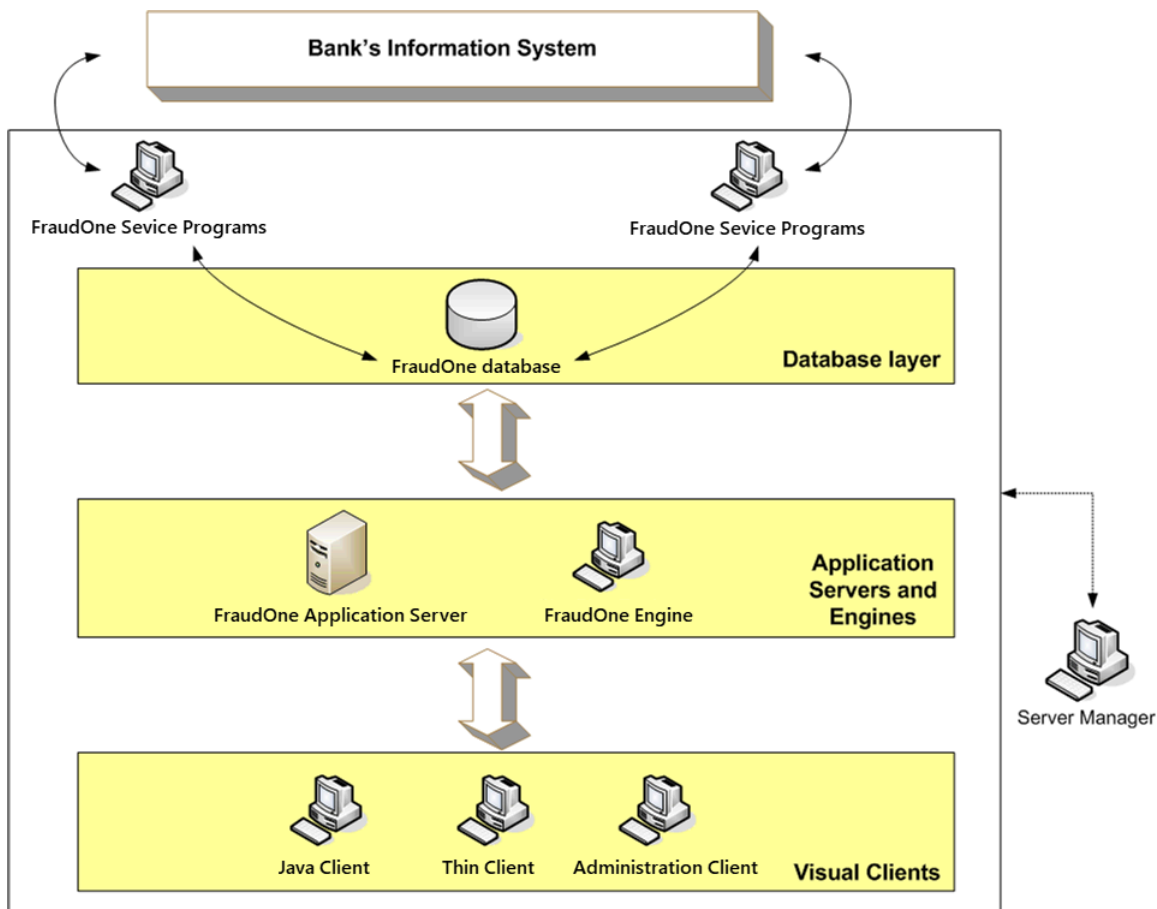 Bank's Information System
FraudOne Sevice Programs
FraudOne Sevice Programs
FraudOne database
Database layer
FraudOne Application Server
FraudOne Engine
Application
Servers and
Engines
Server Manager
Java Client
Thin Client
Administration Client
Visual Clients